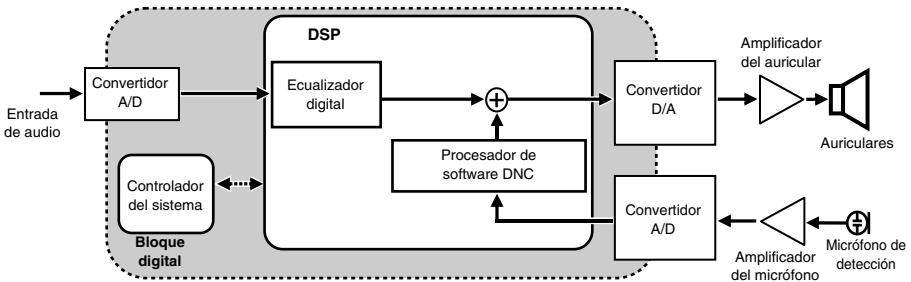 DSP
Amplificador
del auricular
Convertidor
A/D
Ecualizador
digital
Convertidor
D/A
Entrada
de audio
Auriculares
Procesador de
software DNC
Controlador
del sistema
Convertidor
A/D
Bloque
digital
Amplificador
del micrófono
Micrófono de
detección